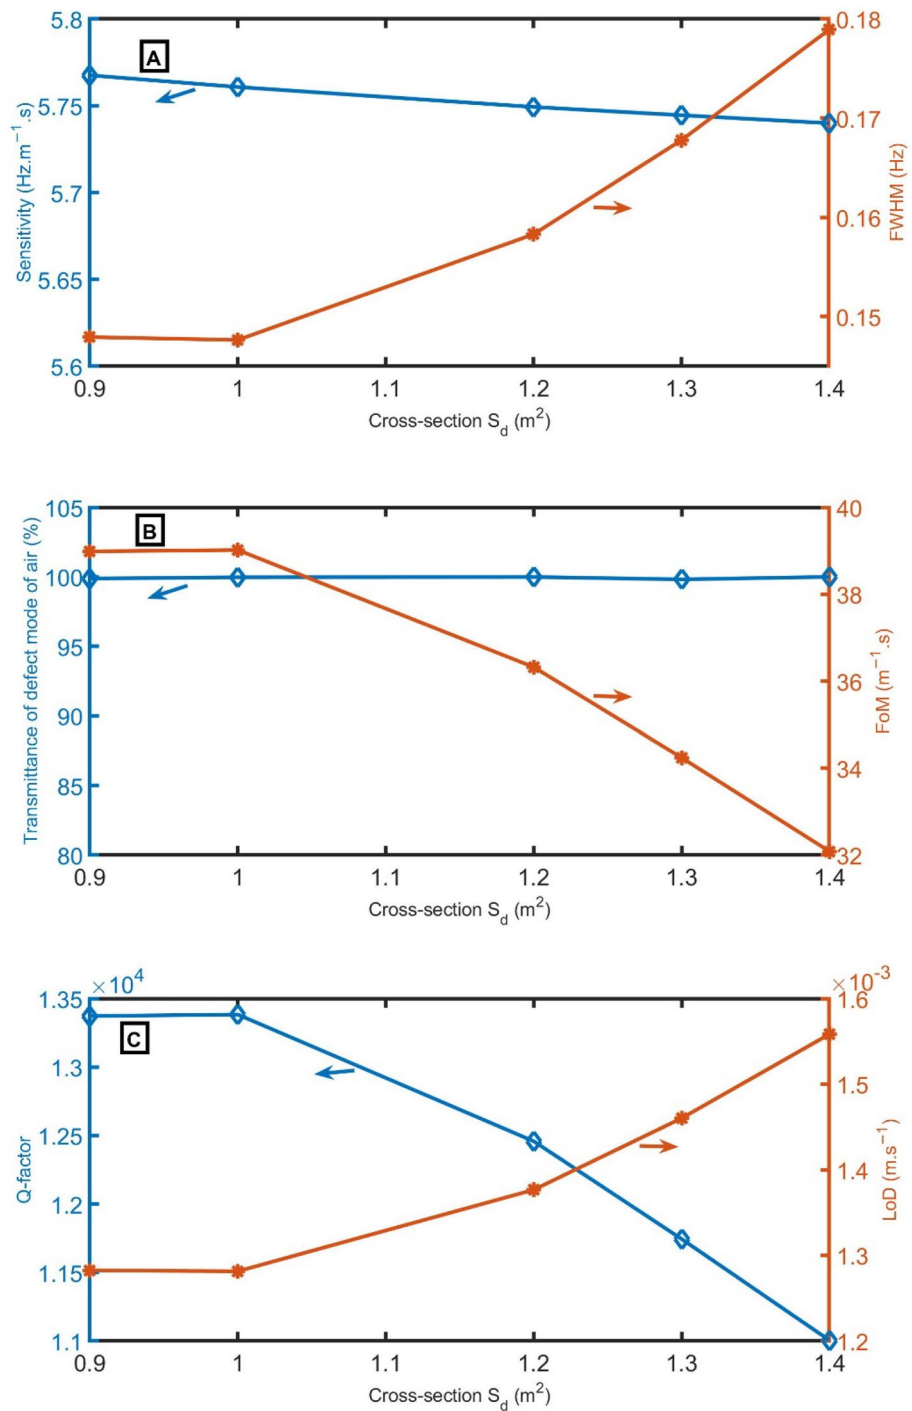 A
5.8
5.75
5.7
5.65
5.6
Sensitivity (Hz.m⁻¹.s)
0.18
0.17
0.16
0.15
FWHM (Hz)
0.9 1 1.1 1.2 1.3 1.4
Cross-section S_d (m²)
B
105
100
95
90
85
80
Transmittance of defect mode of air (%)
40
38
36
34
32
FoM (m⁻¹.s)
0.9 1 1.1 1.2 1.3 1.4
Cross-section S_d (m²)
×10⁴
C
1.35
1.3
1.25
1.2
1.15
1.1
Q-factor
×10⁻³
1.6
1.5
1.4
1.3
1.2
LoD (m.s⁻¹)
0.9 1 1.1 1.2 1.3 1.4
Cross-section S_d (m²)